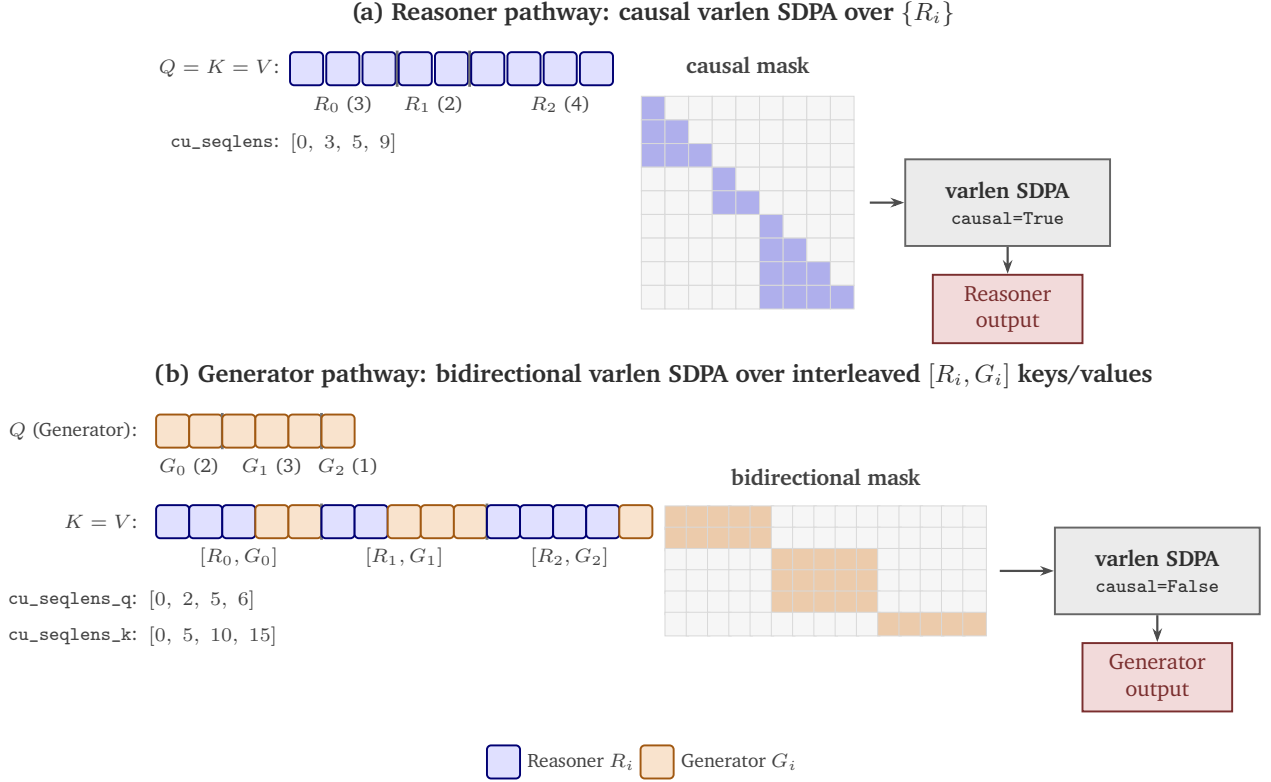 (a) Reasoner pathway: causal varlen SDPA over {R_i}
Q = K = V:
R_0 (3) R_1 (2) R_2 (4)
cu_seqlens: [0, 3, 5, 9]
causal mask
varlen SDPA
causal=True
Reasoner
output
(b) Generator pathway: bidirectional varlen SDPA over interleaved [R_i, G_i] keys/values
Q (Generator):
G_0 (2) G_1 (3) G_2 (1)
K = V:
[R_0, G_0] [R_1, G_1] [R_2, G_2]
cu_seqlens_q: [0, 2, 5, 6]
cu_seqlens_k: [0, 5, 10, 15]
bidirectional mask
varlen SDPA
causal=False
Generator
output
Reasoner R_i Generator G_i